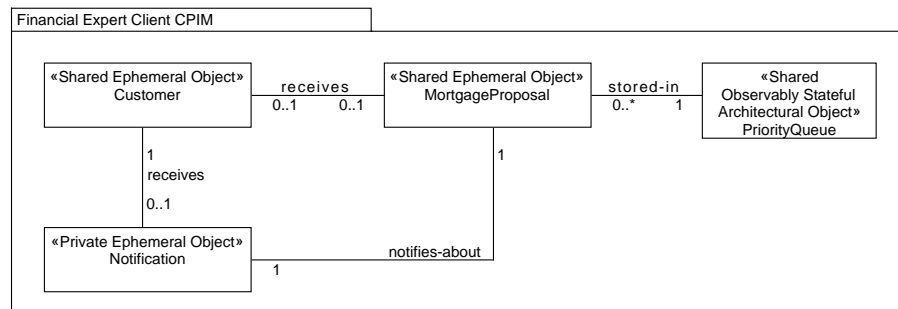 Financial Expert Client CPIM
«Shared Ephemeral Object»
Customer
receives
0..1
0..1
«Shared Ephemeral Object»
MortgageProposal
stored-in
0..*
1
«Shared
Observably Stateful
Architectural Object»
PriorityQueue
1
receives
0..1
1
«Private Ephemeral Object»
Notification
1
notifies-about